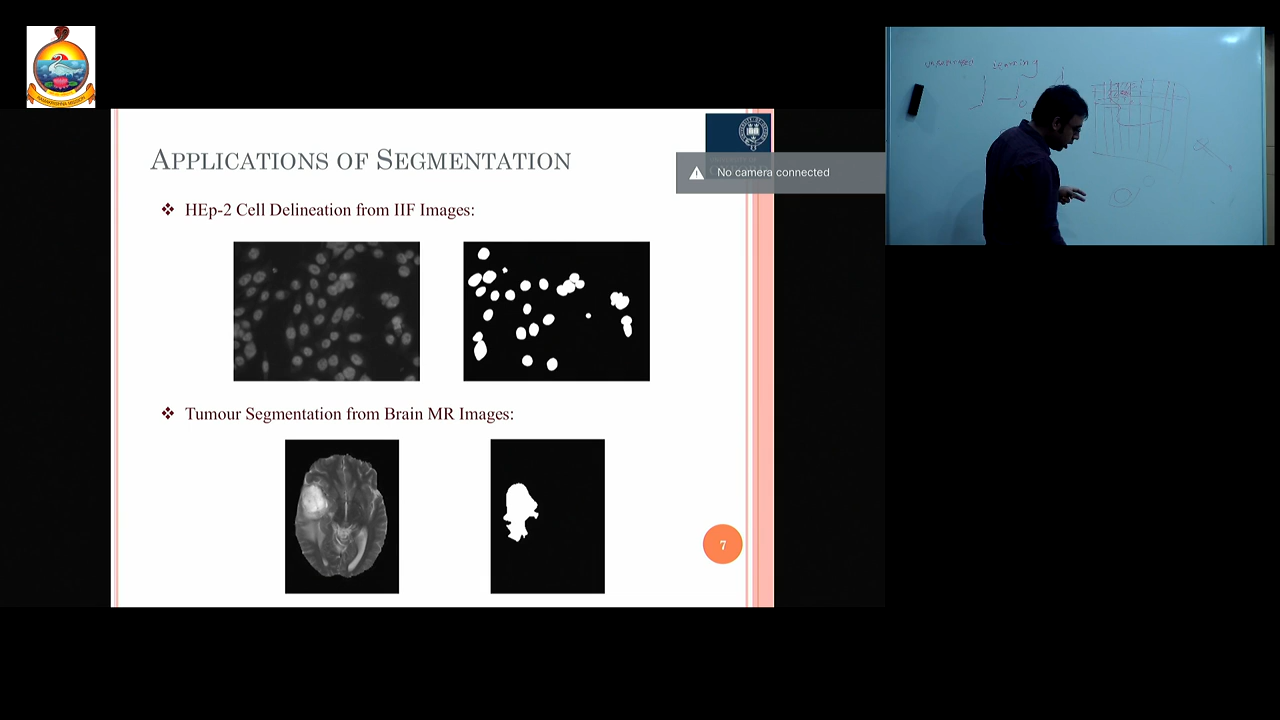 APPLICATIONS OF SEGMENTATION
No camera connected
❖ HEp-2 Cell Delineation from IIF Images:
❖ Tumour Segmentation from Brain MR Images:
7